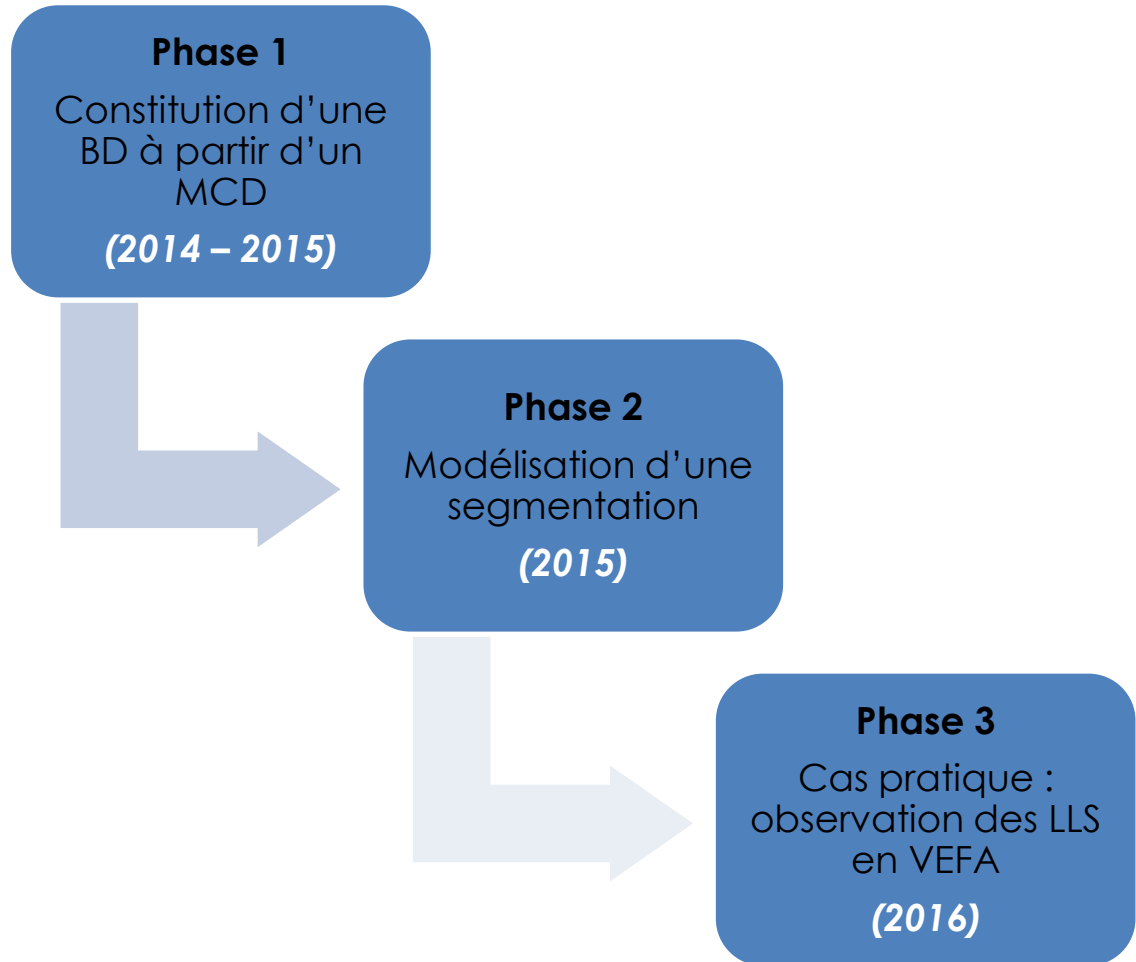 Phase 1
Constitution d’une
BD à partir d’un
MCD
(2014 – 2015)
Phase 2
Modélisation d’une
segmentation
(2015)
Phase 3
Cas pratique :
observation des LLS
en VEFA
(2016)